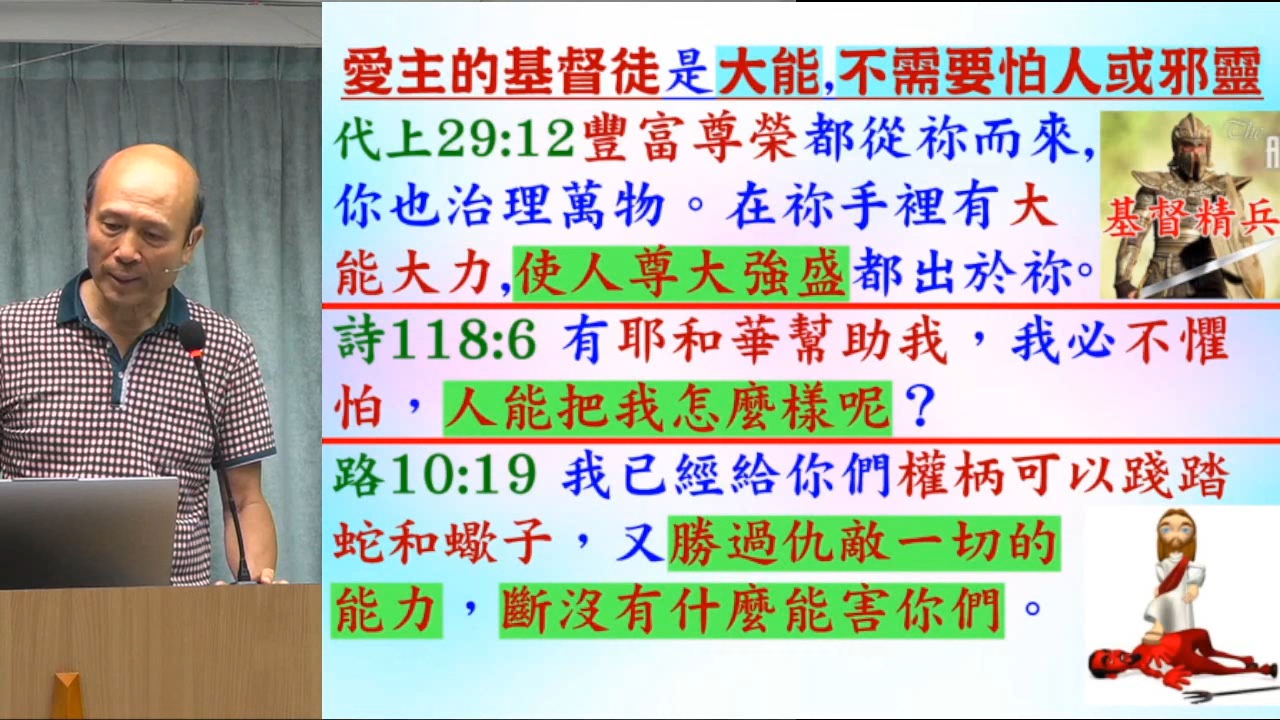 愛主的基督徒是大能,不需要怕人或邪靈
代上29:12豐富尊榮都從祢而來,
你也治理萬物。在祢手裡有大
能大力,使人尊大強盛都出於祢。
The
基督精兵
詩118:6 有耶和華幫助我，我必不懼
怕，人能把我怎麼樣呢？
路10:19 我已經給你們權柄可以踐踏
蛇和蠍子，又勝過仇敵一切的
能力，斷沒有什麼能害你們。